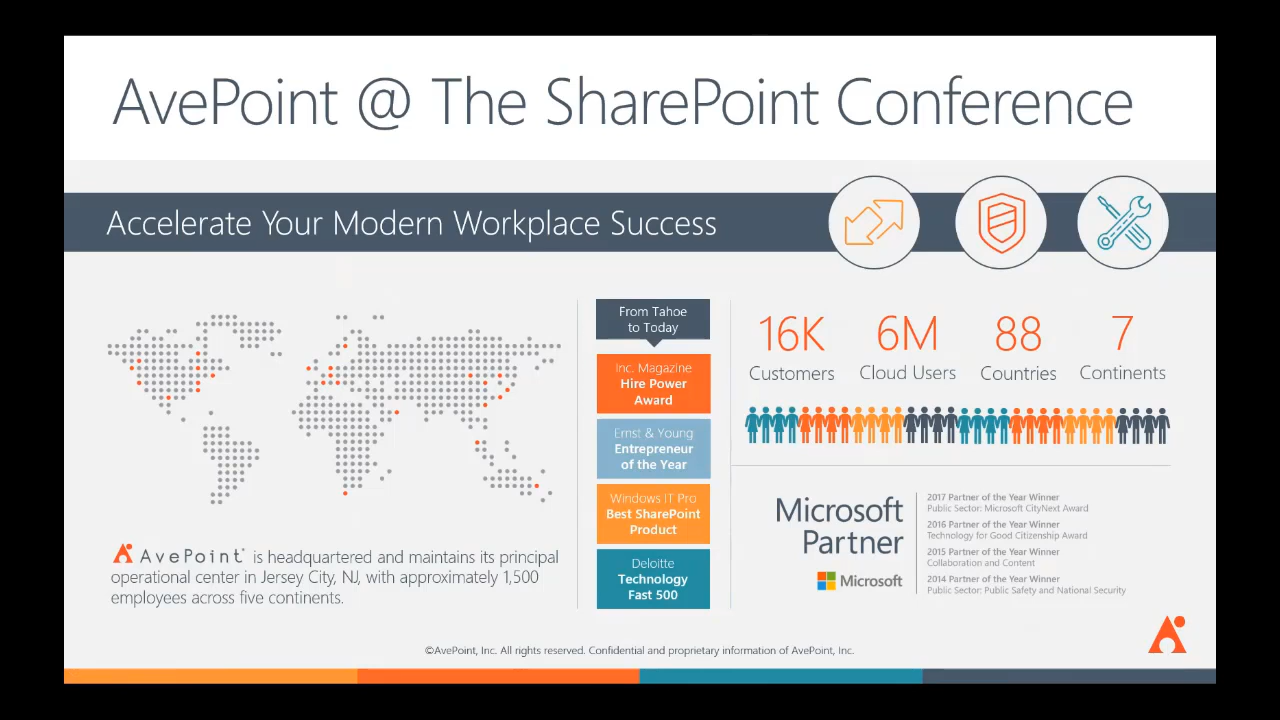 AvePoint @ The SharePoint Conference
Accelerate Your Modern Workplace Success
AvePoint is headquartered and maintains its principal
operational center in Jersey City, NJ, with approximately 1,500
employees across five continents.
From Tahoe
to Today
Inc. Magazine
Hire Power
Award
Ernst & Young
Entrepreneur
of the Year
Windows IT Pro
Best SharePoint
Product
Deloitte
Technology
Fast 500
16K
Customers
6M
Cloud Users
88
Countries
7
Continents
Microsoft
Partner
Microsoft
2017 Partner of the Year Winner
Public Sector: Microsoft CityNext Award
2016 Partner of the Year Winner
Technology for Good Citizenship Award
2015 Partner of the Year Winner
Collaboration and Content
2014 Partner of the Year Winner
Public Sector: Public Safety and National Security
©AvePoint, Inc. All rights reserved. Confidential and proprietary information of AvePoint, Inc.